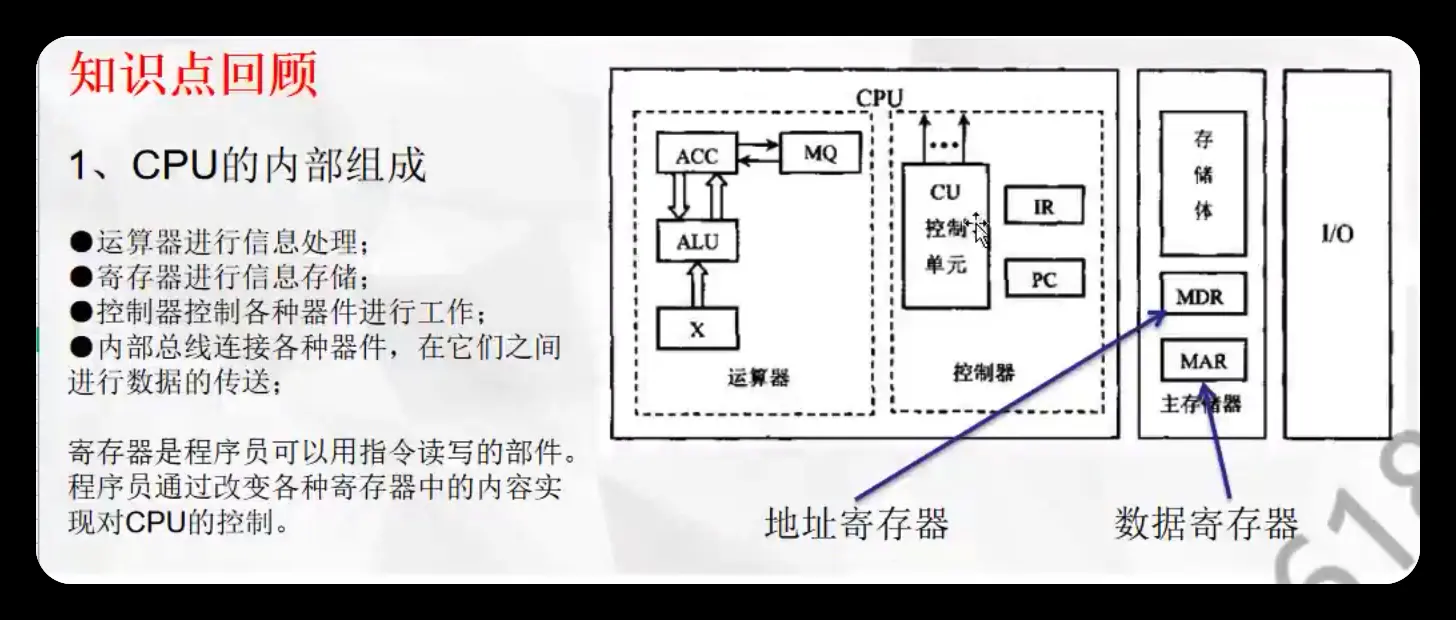 知识点回顾
1、CPU的内部组成
●运算器进行信息处理；
●寄存器进行信息存储；
●控制器控制各种器件进行工作；
●内部总线连接各种器件，在它们之间
进行数据的传送；
寄存器是程序员可以用指令读写的部件。
程序员通过改变各种寄存器中的内容实
现对CPU的控制。
CPU
ACC
MQ
ALU
X
运算器
CU
控制
单元
IR
PC
控制器
存
储
体
MDR
MAR
主存储器
I/O
地址寄存器
数据寄存器
618